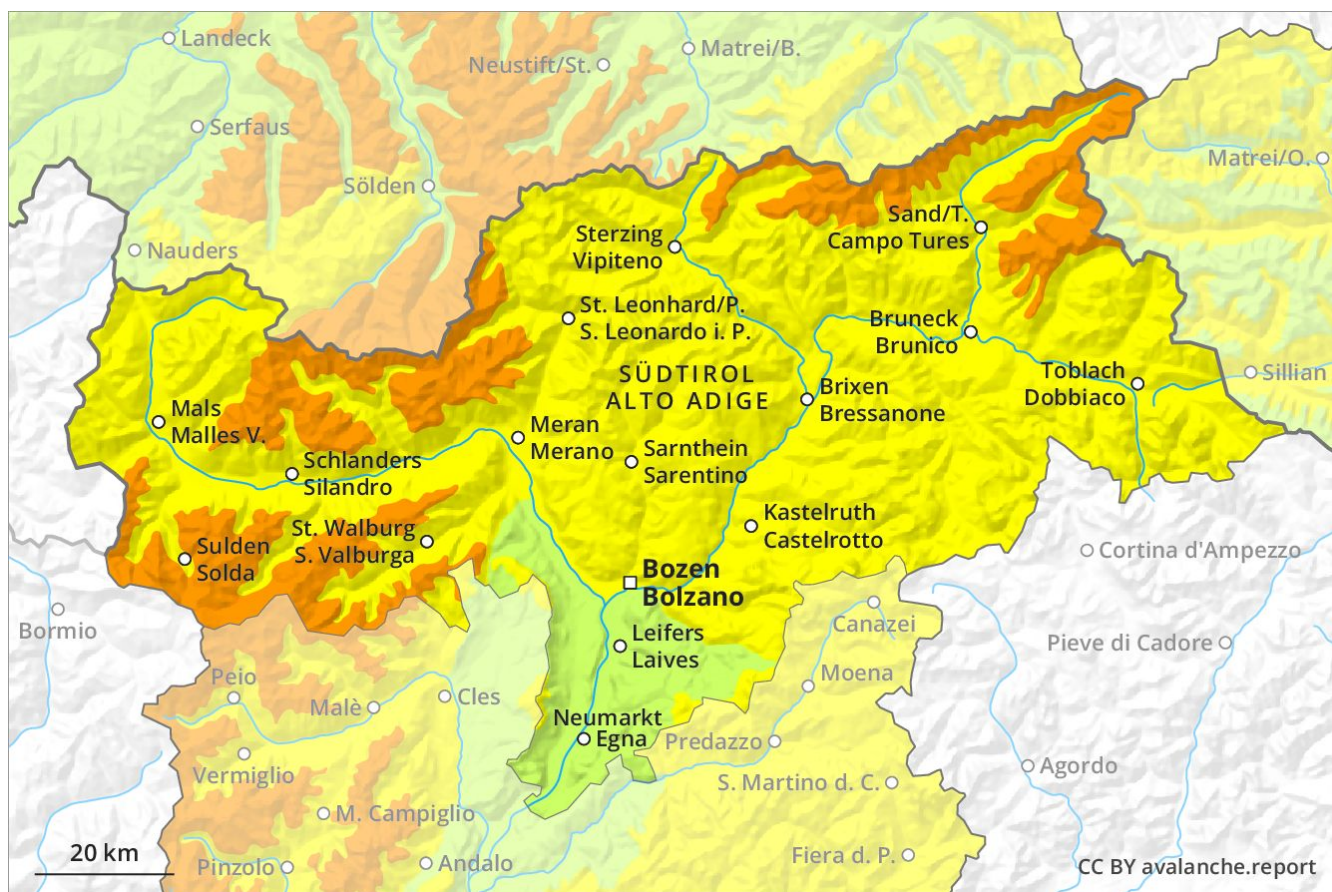 Landeck
Matrei/B.
Neustift/St.
Serfaus
Matrei/O.
Sölden
Sand/T.
Campo Tures
Sterzing
Vipiteno
Nauders
St. Leonhard/P.
S. Leonardo i. P.
Bruneck
Brunico
SÜDTIROL
ALTO ADIGE
Toblach
Dobbiaco
Sillian
Brixen
Bressanone
Mals
Malles V.
Meran
Merano
Sarnthein
Sarentino
Schlanders
Silandro
Kastelruth
Castelrotto
St. Walburg
S. Valburga
Sulden
Solda
Cortina d'Ampezzo
Bozen
Bolzano
Bormio
Canazei
Leifers
Laives
Pieve di Cadore
Peio
Moena
Malè
Cles
Neumarkt
Egna
Predazzo
Vermiglio
Agordo
S. Martino d. C.
M. Campiglio
20 km
Pinzolo
Andalo
Fiera d. P.
CC BY avalanche.report